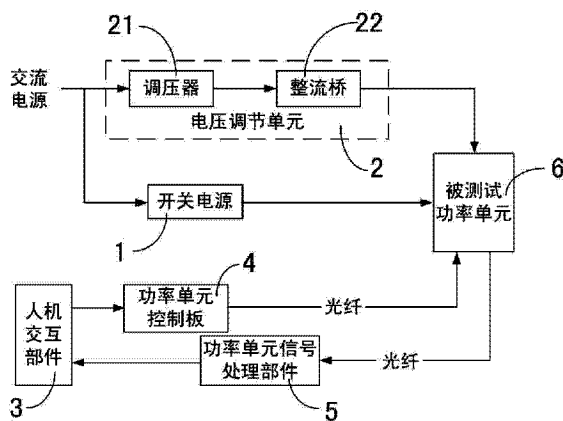 21
22
交流
电源
调压器
整流桥
电压调节单元
2
6
被测试
功率单元
开关电源
1
4
人机
交互
部件
功率单元
控制板
光纤
功率单元信号
处理部件
光纤
3
5